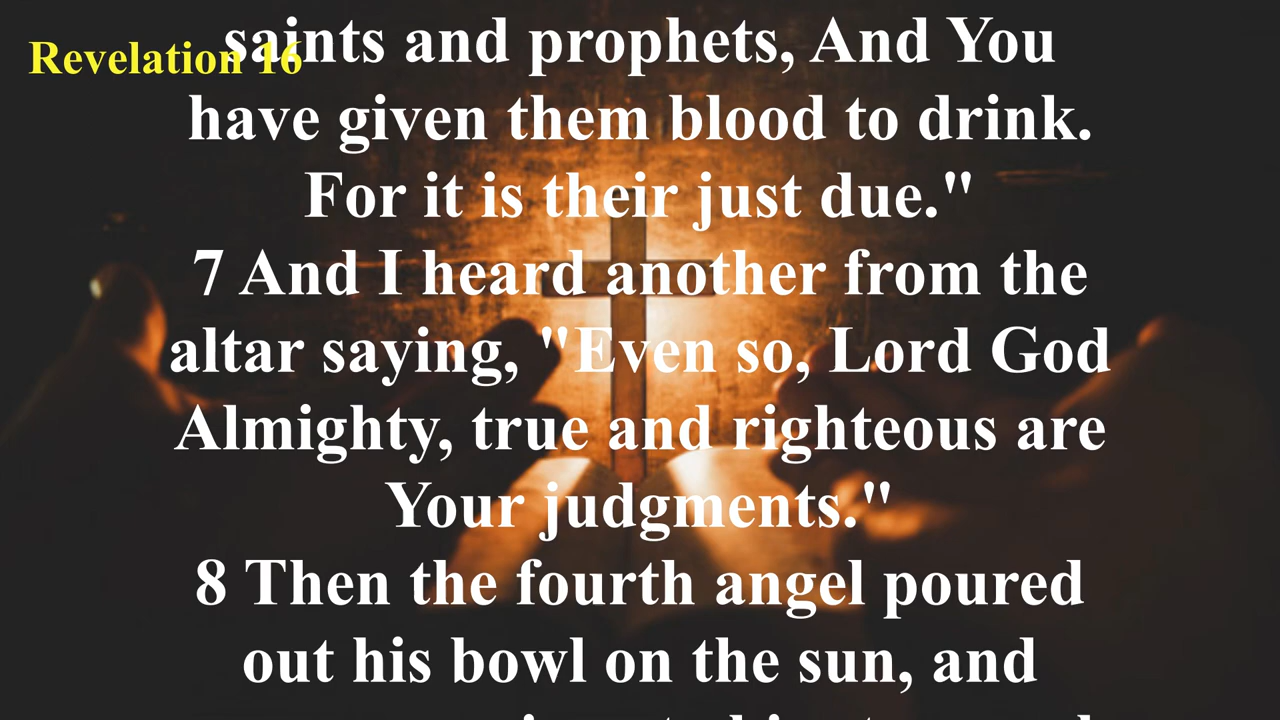 Revelation 16
saints and prophets, And You
have given them blood to drink.
For it is their just due."
7 And I heard another from the
altar saying, "Even so, Lord God
Almighty, true and righteous are
Your judgments."
8 Then the fourth angel poured
out his bowl on the sun, and